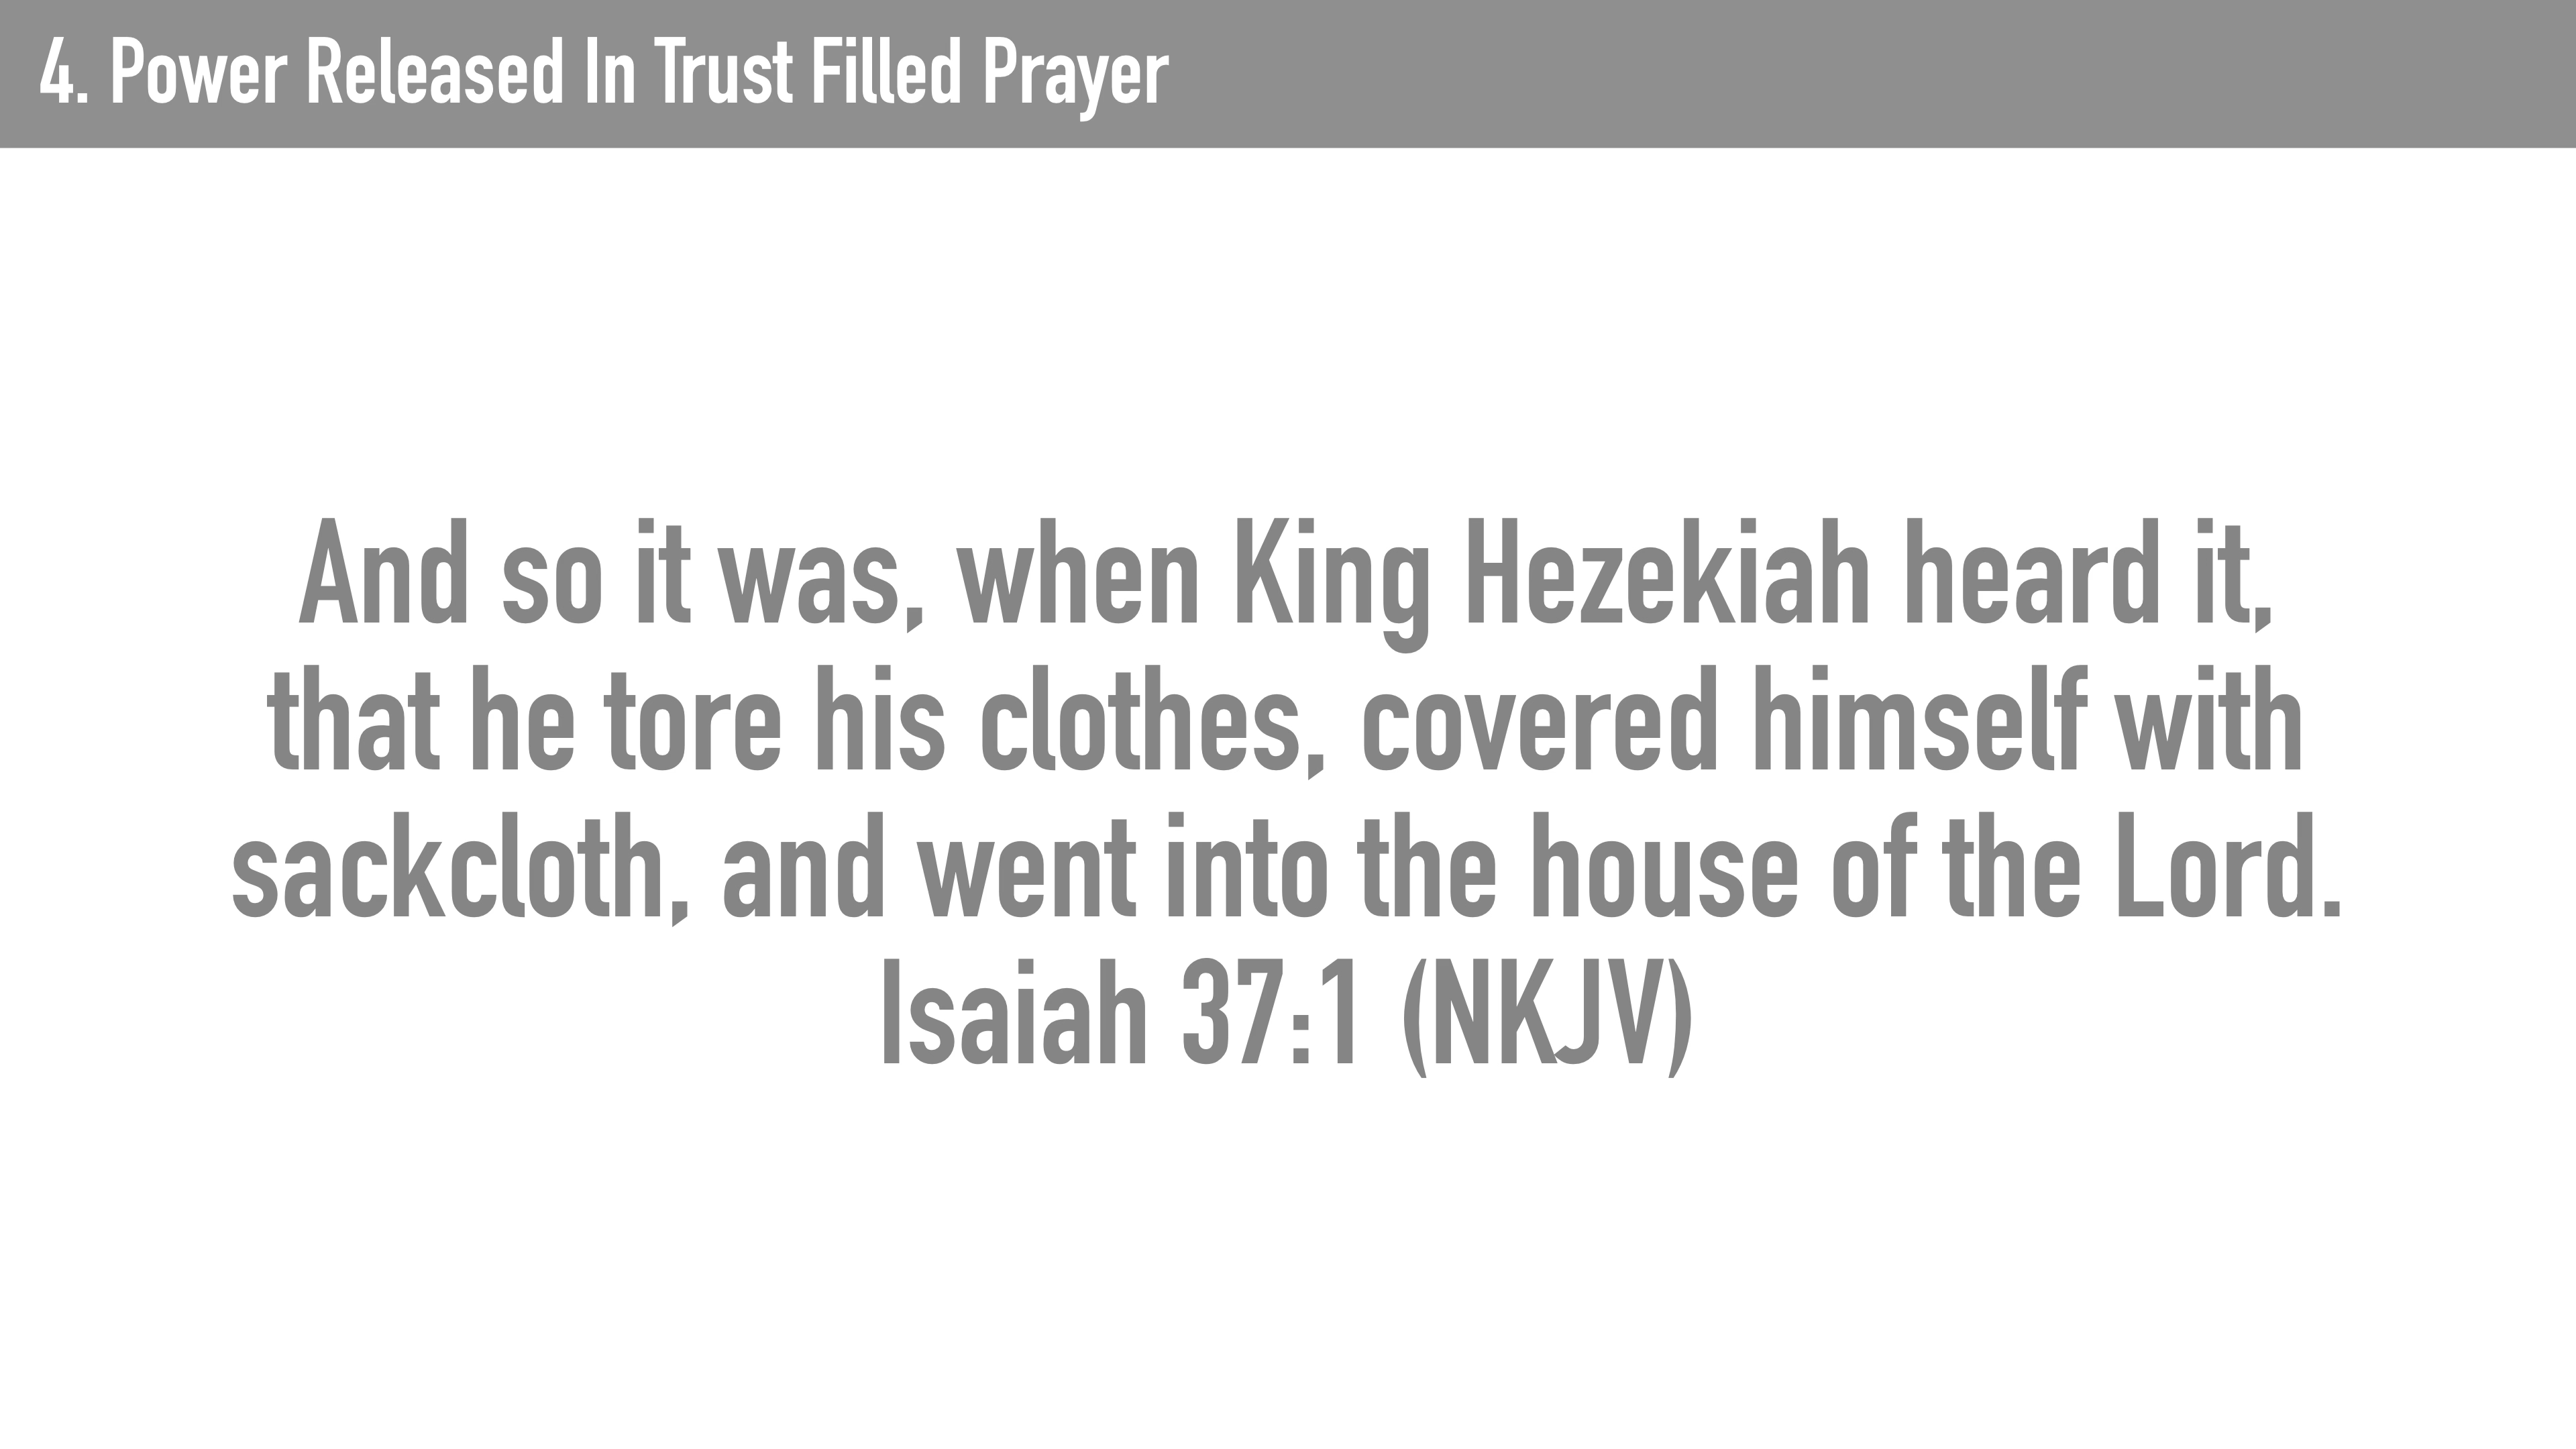 4. Power Released In Trust Filled Prayer
And so it was, when King Hezekiah heard it,
that he tore his clothes, covered himself with
sackcloth, and went into the house of the Lord.
Isaiah 37:1 (NKJV)